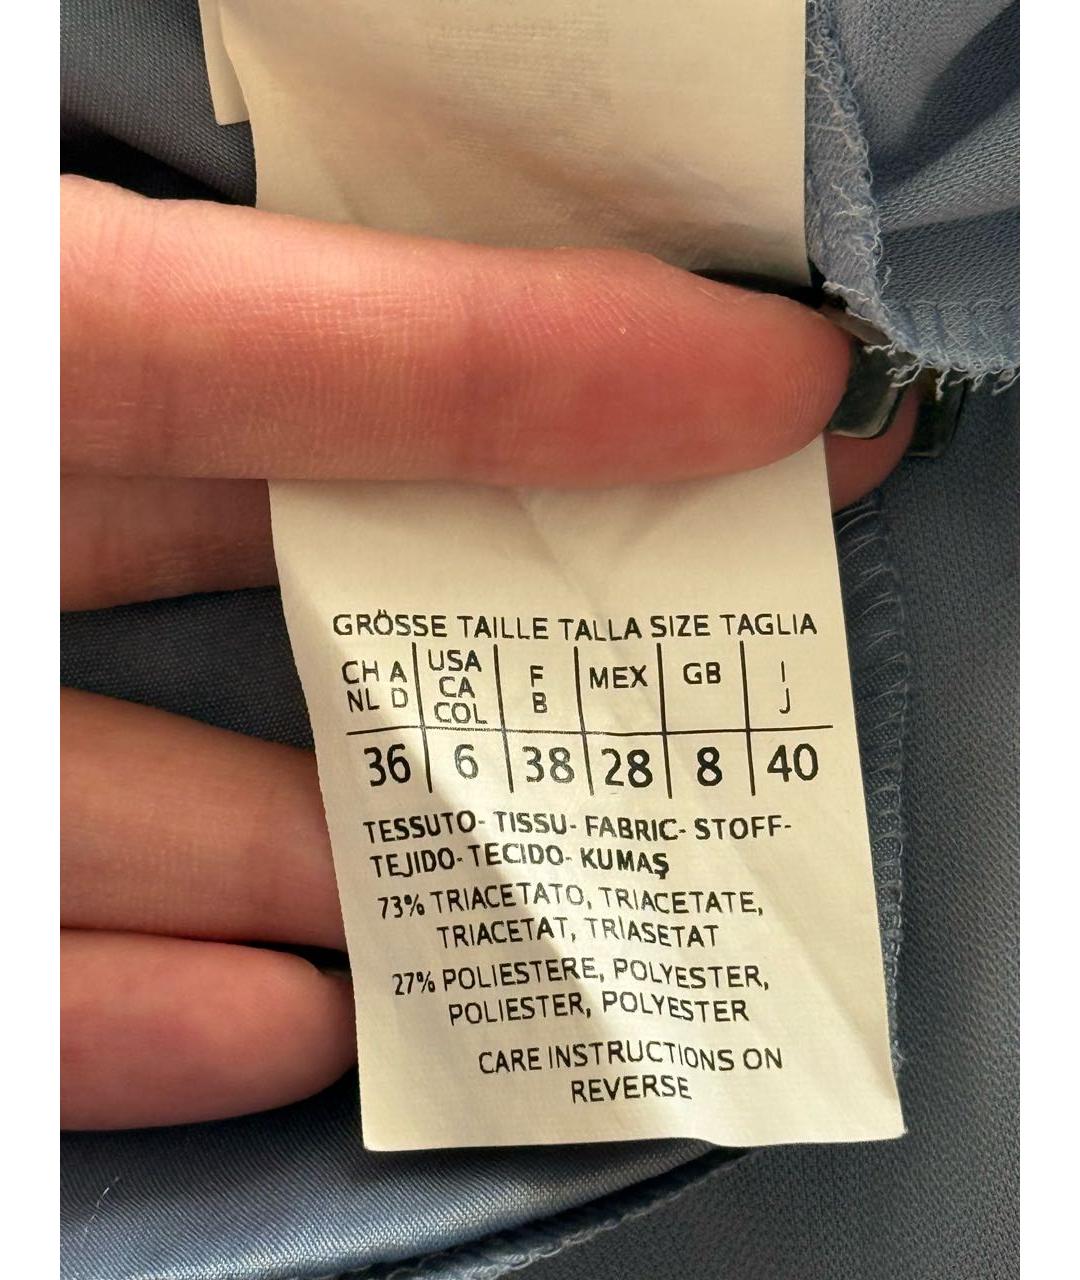 GRÖSSE TAILLE TALLA SIZE TAGLIA
CH A NL D | USA CA COL | F B | MEX | GB | I J
36 | 6 | 38 | 28 | 8 | 40
TESSUTO- TISSU- FABRIC- STOFF-
TEJIDO- TECIDO- KUMAŞ
73% TRIACETATO, TRIACETATE,
TRIACETAT, TRİASETAT
27% POLIESTERE, POLYESTER,
POLIESTER, POLYESTER
CARE INSTRUCTIONS ON
REVERSE